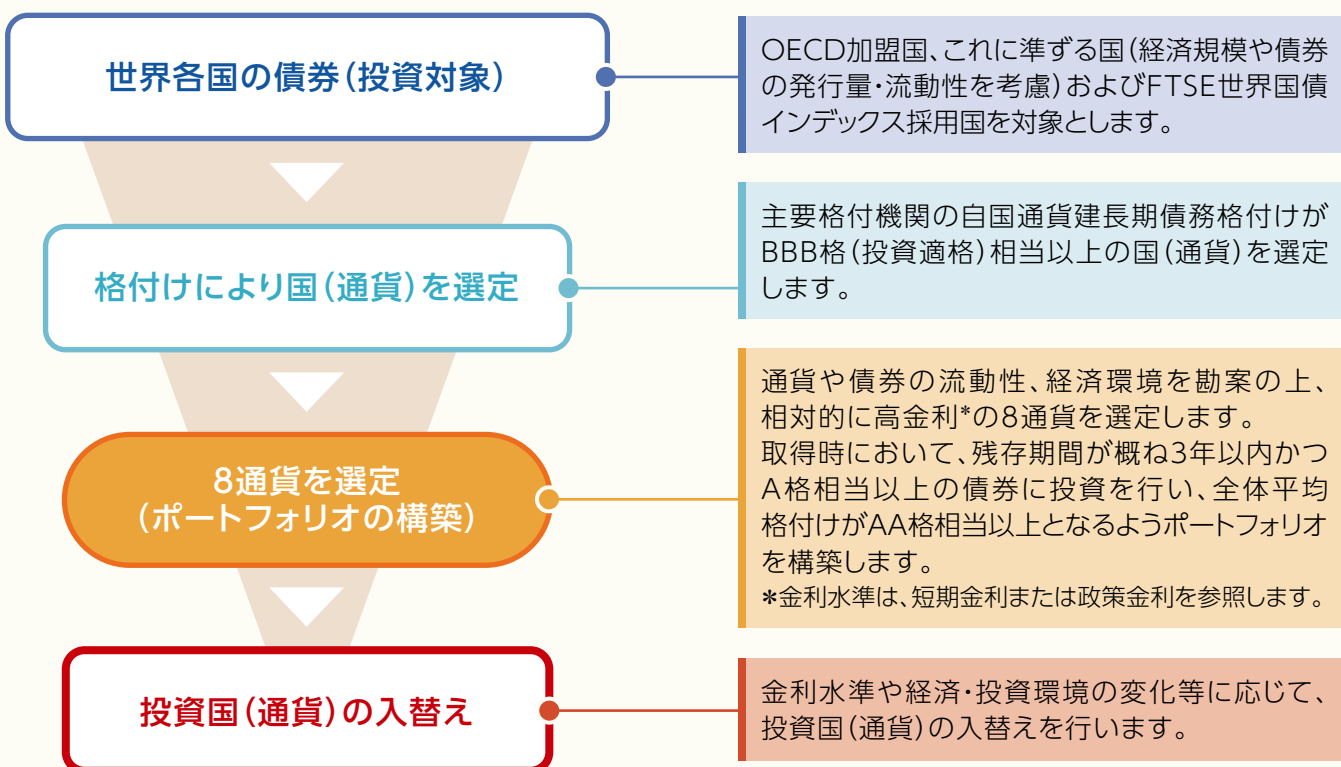 世界各国の債券(投資対象)
OECD加盟国、これに準ずる国(経済規模や債券
の発行量・流動性を考慮)およびFTSE世界国債
インデックス採用国を対象とします。
格付けにより国(通貨)を選定
主要格付機関の自国通貨建長期債務格付けが
BBB格(投資適格)相当以上の国(通貨)を選定
します。
8通貨を選定
(ポートフォリオの構築)
通貨や債券の流動性、経済環境を勘案の上、
相対的に高金利*の8通貨を選定します。
取得時において、残存期間が概ね3年以内かつ
A格相当以上の債券に投資を行い、全体平均
格付けがAA格相当以上となるようポートフォリオ
を構築します。
*金利水準は、短期金利または政策金利を参照します。
投資国(通貨)の入替え
金利水準や経済・投資環境の変化等に応じて、
投資国(通貨)の入替えを行います。